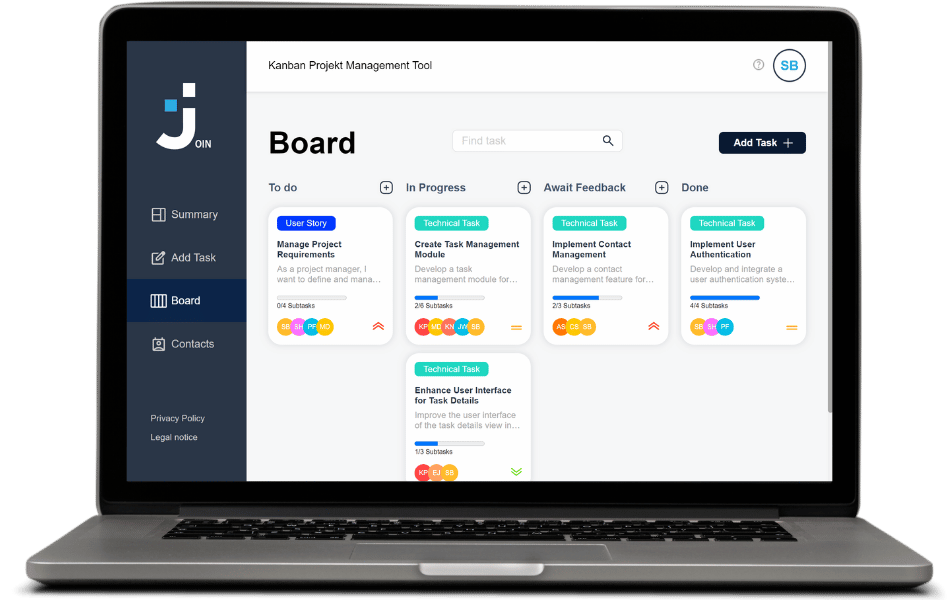 Kanban Projekt Management Tool
SB
JOIN
Board
Find task
Add Task
Summary
Add Task
Board
Contacts
Privacy Policy
Legal notice
To do
User Story
Manage Project
Requirements
As a project manager, I
want to define and mana…
0/4 Subtasks
SB SH PF MD
In Progress
Technical Task
Create Task Management
Module
Develop a task
management module for…
2/6 Subtasks
KP MD KN JW SB
Technical Task
Enhance User Interface
for Task Details
Improve the user interface
of the task details view in…
1/3 Subtasks
KP EJ SB
Await Feedback
Technical Task
Implement Contact
Management
Develop a contact
management feature for…
2/3 Subtasks
AS CS SB
Done
Technical Task
Implement User
Authentication
Develop and integrate a
user authentication syste…
4/4 Subtasks
SB SH PF